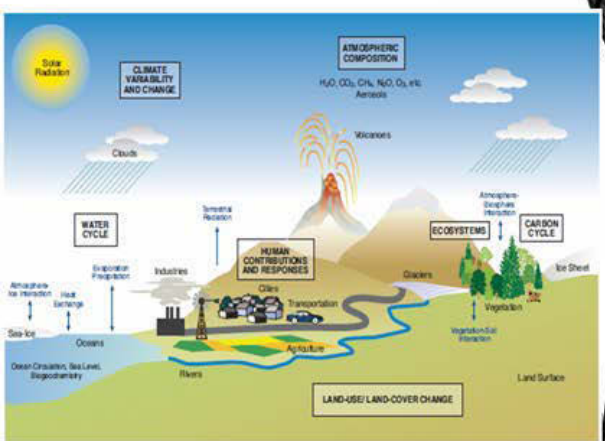 Solar
Radiation
CLIMATE
VARIABILITY
AND CHANGE
ATMOSPHERIC
COMPOSITION
H₂O, CO₂, CH₄, N₂O, O₃, etc.
Aerosols
Volcanoes
Clouds
Atmosphere-
Biosphere
Interaction
Terrestrial
Radiation
WATER
CYCLE
ECOSYSTEMS
CARBON
CYCLE
HUMAN
CONTRIBUTIONS
AND RESPONSES
Evaporation
Precipitation
Industries
Cities
Glaciers
Ice Sheet
Atmosphere-
Ice Interaction
Heat
Exchange
Transportation
Vegetation
Sea-Ice
Oceans
Agriculture
Vegetation-Soil
Interaction
Ocean Circulation, Sea Level,
Biogeochemistry
Rivers
Land Surface
LAND-USE/ LAND-COVER CHANGE